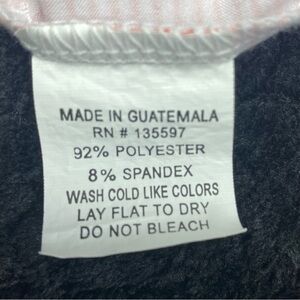 MADE IN GUATEMALA
RN # 135597
92% POLYESTER
8% SPANDEX
WASH COLD LIKE COLORS
LAY FLAT TO DRY
DO NOT BLEACH